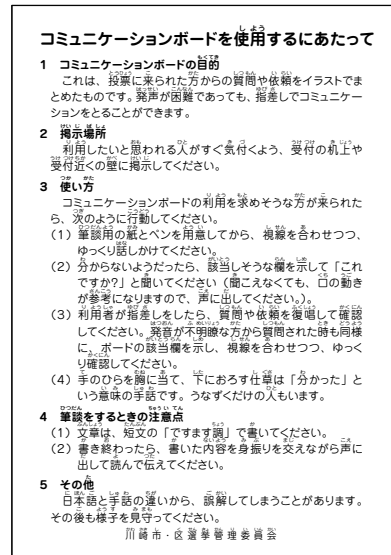 コミュニケーションボードを使用するにあたって
1 コミュニケーションボードの目的
これは、投票に来られた方からの質問や依頼をイラストでま
とめたものです。発声が困難であっても、指差しでコミュニケー
ションをとることができます。
2 掲示場所
利用したいと思われる人がすぐ気付くよう、受付の机上や
受付近くの壁に掲示してください。
3 使い方
コミュニケーションボードの利用を求めそうな方が来られた
ら、次のように行動してください。
(1) 筆談用の紙とペンを用意してから、視線を合わせつつ、
ゆっくり話しかけてください。
(2) 分からないようだったら、該当しそうな欄を示して「これ
ですか?」と聞いてください(聞こえなくても、口の動き
が参考になりますので、声に出してください。)。
(3) 利用者が指差しをしたら、質問や依頼を復唱して確認
してください。発音が不明瞭な方から質問された時も同様
に、ボードの該当欄を示し、視線を合わせつつ、ゆっく
り確認してください。
(4) 手のひらを胸に当て、下におろす仕草は「分かった」と
いう意味の手話です。うなずくだけの人もいます。
4 筆談をするときの注意点
(1) 文章は、短文の「ですます調」で書いてください。
(2) 書き終わったら、書いた内容を身振りを交えながら声に
出して読んで伝えてください。
5 その他
日本語と手話の違いから、誤解してしまうことがあります。
その後も様子を見守ってください。
川崎市・区選挙管理委員会